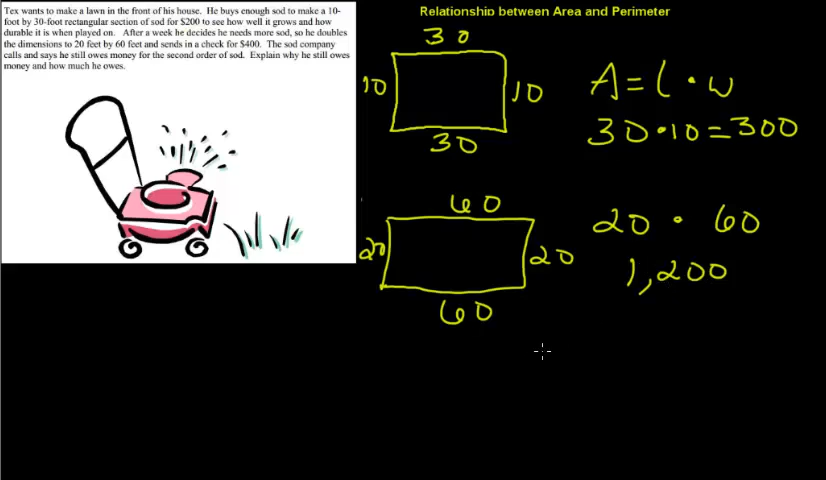 Tex wants to make a lawn in the front of his house. He buys enough sod to make a 10-
foot by 30-foot rectangular section of sod for $200 to see how well it grows and how
durable it is when played on. After a week he decides he needs more sod, so he doubles
the dimensions to 20 feet by 60 feet and sends in a check for $400. The sod company
calls and says he still owes money for the second order of sod. Explain why he still owes
money and how much he owes.
Relationship between Area and Perimeter
30
10
10
30
A = l · w
30 · 10 = 300
60
20
20
60
20 · 60
1,200